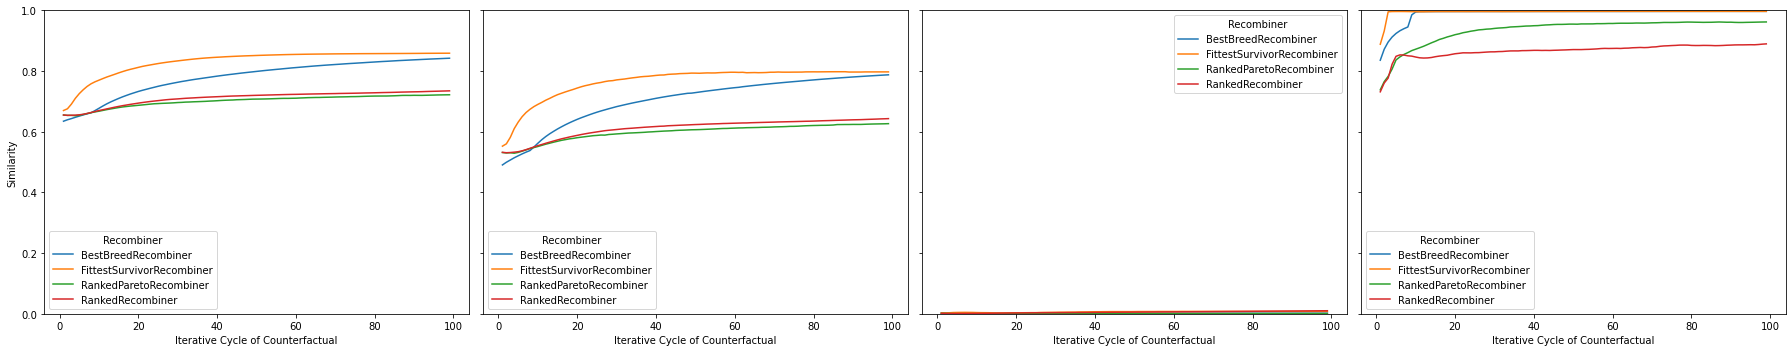 1.0
0.8
0.6
0.4
0.2
0.0
Similarity
Recombiner
BestBreedRecombiner
FittestSurvivorRecombiner
RankedParetoRecombiner
RankedRecombiner
0 20 40 60 80 100
Iterative Cycle of Counterfactual
Recombiner
BestBreedRecombiner
FittestSurvivorRecombiner
RankedParetoRecombiner
RankedRecombiner
0 20 40 60 80 100
Iterative Cycle of Counterfactual
Recombiner
BestBreedRecombiner
FittestSurvivorRecombiner
RankedParetoRecombiner
RankedRecombiner
0 20 40 60 80 100
Iterative Cycle of Counterfactual
Recombiner
BestBreedRecombiner
FittestSurvivorRecombiner
RankedParetoRecombiner
RankedRecombiner
0 20 40 60 80 100
Iterative Cycle of Counterfactual